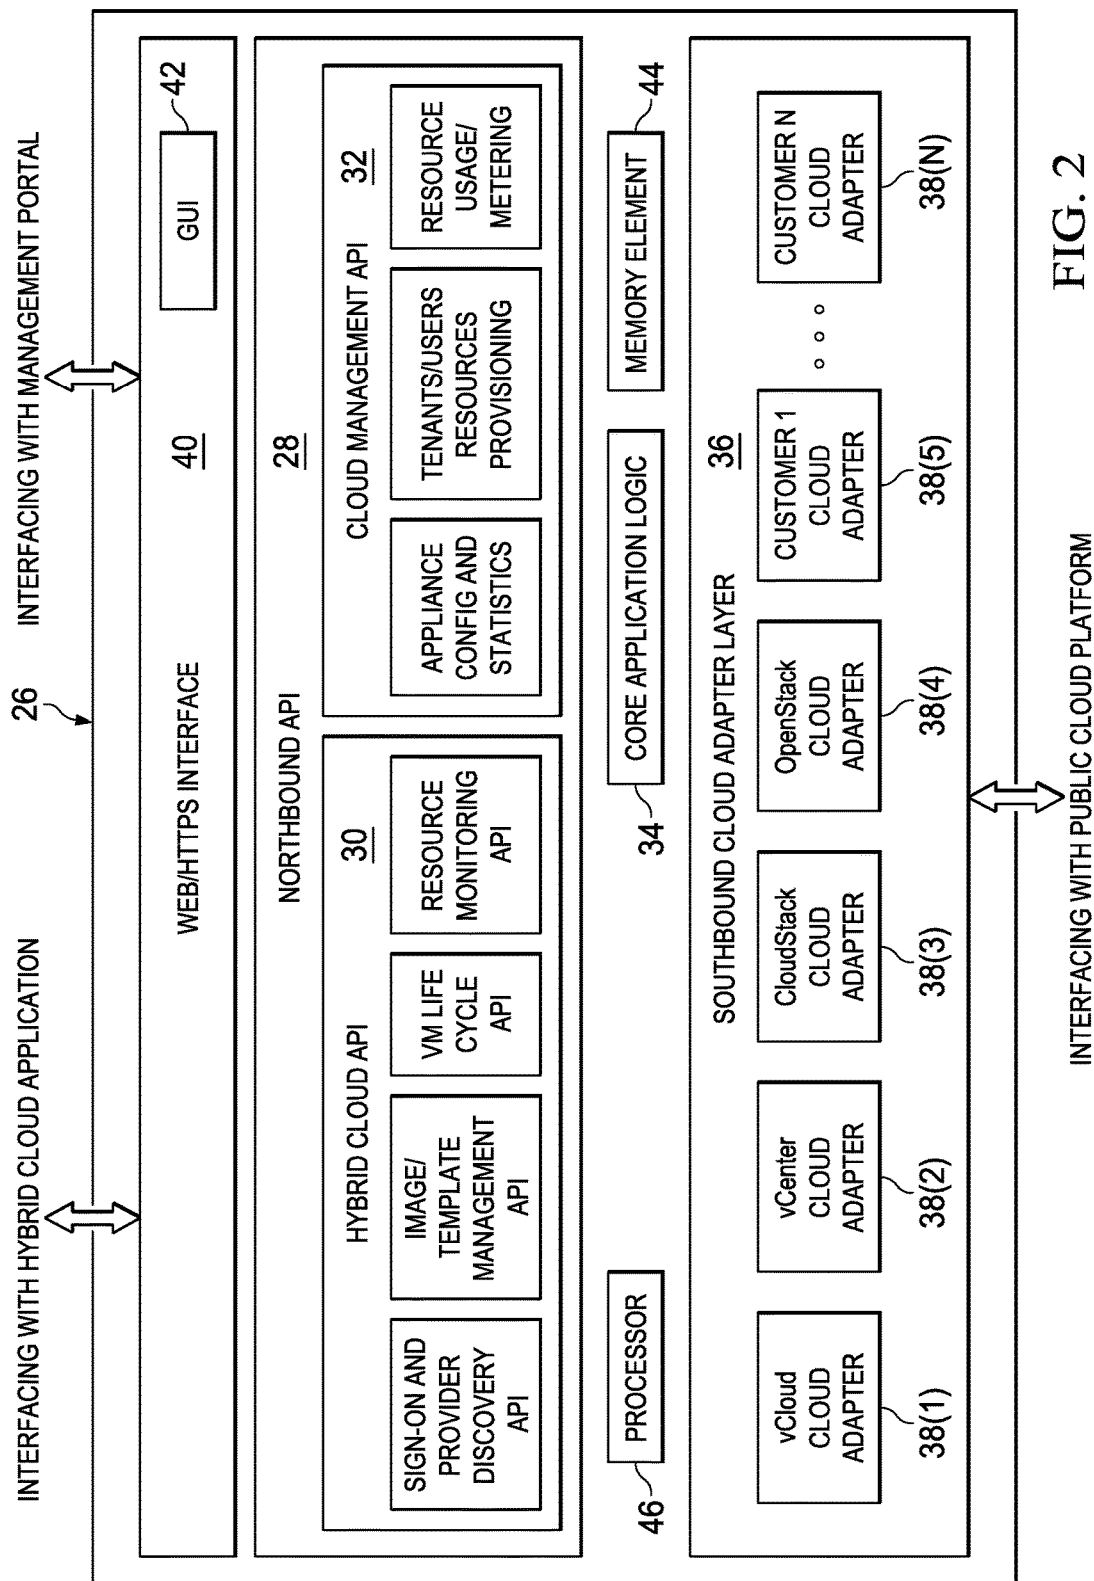 INTERFACING WITH HYBRID CLOUD APPLICATION
INTERFACING WITH MANAGEMENT PORTAL
26
WEB/HTTPS INTERFACE
40
GUI
42
NORTHBOUND API
28
HYBRID CLOUD API
30
SIGN-ON AND
PROVIDER
DISCOVERY
API
IMAGE/
TEMPLATE
MANAGEMENT
API
VM LIFE
CYCLE
API
RESOURCE
MONITORING
API
CLOUD MANAGEMENT API
32
APPLIANCE
CONFIG AND
STATISTICS
TENANTS/USERS
RESOURCES
PROVISIONING
RESOURCE
USAGE/
METERING
46
PROCESSOR
34
CORE APPLICATION LOGIC
MEMORY ELEMENT
44
SOUTHBOUND CLOUD ADAPTER LAYER
36
vCloud
CLOUD
ADAPTER
38(1)
vCenter
CLOUD
ADAPTER
38(2)
CloudStack
CLOUD
ADAPTER
38(3)
OpenStack
CLOUD
ADAPTER
38(4)
CUSTOMER 1
CLOUD
ADAPTER
38(5)
CUSTOMER N
CLOUD
ADAPTER
38(N)
INTERFACING WITH PUBLIC CLOUD PLATFORM
FIG. 2